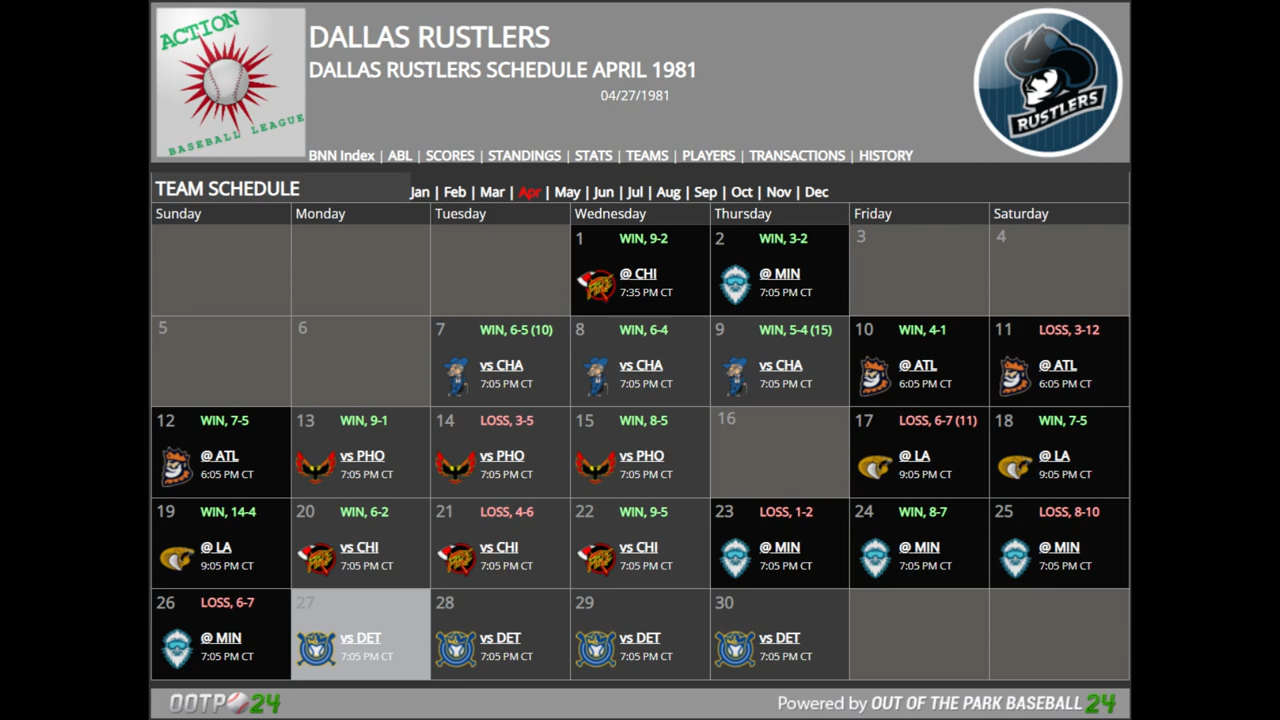 ACTION
BASEBALL LEAGUE
DALLAS RUSTLERS
DALLAS RUSTLERS SCHEDULE APRIL 1981
04/27/1981
RUSTLERS
BNN Index | ABL | SCORES | STANDINGS | STATS | TEAMS | PLAYERS | TRANSACTIONS | HISTORY
TEAM SCHEDULE
Jan | Feb | Mar | Apr | May | Jun | Jul | Aug | Sep | Oct | Nov | Dec
Sunday Monday Tuesday Wednesday Thursday Friday Saturday
1 WIN, 9-2 2 WIN, 3-2 3 4
@ CHI @ MIN
7:35 PM CT 7:05 PM CT
5 6 7 WIN, 6-5 (10) 8 WIN, 6-4 9 WIN, 5-4 (15) 10 WIN, 4-1 11 LOSS, 3-12
vs CHA vs CHA vs CHA @ ATL @ ATL
7:05 PM CT 7:05 PM CT 7:05 PM CT 6:05 PM CT 6:05 PM CT
12 WIN, 7-5 13 WIN, 9-1 14 LOSS, 3-5 15 WIN, 8-5 16 17 LOSS, 6-7 (11) 18 WIN, 7-5
@ ATL vs PHO vs PHO vs PHO @ LA @ LA
6:05 PM CT 7:05 PM CT 7:05 PM CT 7:05 PM CT 9:05 PM CT 9:05 PM CT
19 WIN, 14-4 20 WIN, 6-2 21 LOSS, 4-6 22 WIN, 9-5 23 LOSS, 1-2 24 WIN, 8-7 25 LOSS, 8-10
@ LA vs CHI vs CHI vs CHI @ MIN @ MIN @ MIN
9:05 PM CT 7:05 PM CT 7:05 PM CT 7:05 PM CT 7:05 PM CT 7:05 PM CT 7:05 PM CT
26 LOSS, 6-7 27 28 29 30
@ MIN vs DET vs DET vs DET vs DET
7:05 PM CT 7:05 PM CT 7:05 PM CT 7:05 PM CT 7:05 PM CT
OOTP 24 Powered by OUT OF THE PARK BASEBALL 24